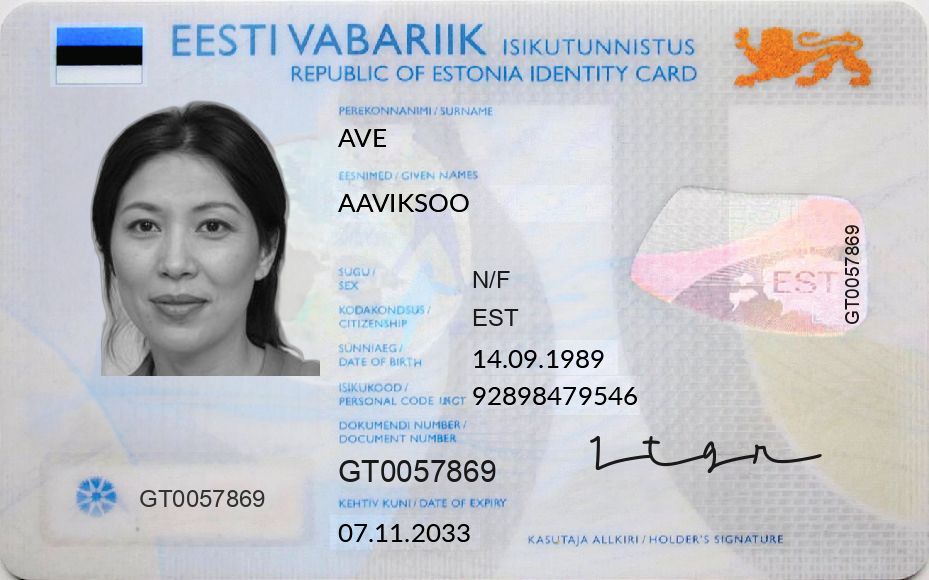 EESTI VABARIIK ISIKUTUNNISTUS
REPUBLIC OF ESTONIA IDENTITY CARD
PEREKONNANIMI / SURNAME
AVE
EESNIMED / GIVEN NAMES
AAVIKSOO
SUGU /
SEX
N/F
KODAKONDSUS /
CITIZENSHIP
EST
SÜNNIAEG /
DATE OF BIRTH
14.09.1989
ISIKUKOOD /
PERSONAL CODE
92898479546
DOKUMENDI NUMBER /
DOCUMENT NUMBER
GT0057869
KEHTIV KUNI / DATE OF EXPIRY
07.11.2033
GT0057869
EST
GT0057869
KASUTAJA ALLKIRI / HOLDER'S SIGNATURE